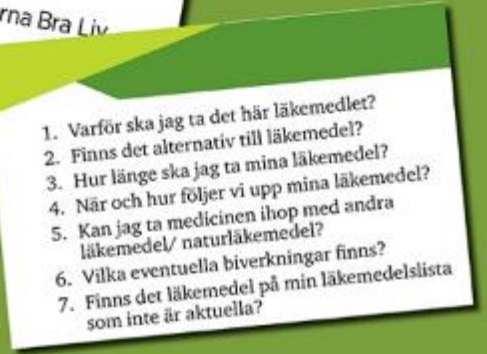 rna Bra Liv
1. Varför ska jag ta det här läkemedlet?
2. Finns det alternativ till läkemedel?
3. Hur länge ska jag ta mina läkemedel?
4. När och hur följer vi upp mina läkemedel?
5. Kan jag ta medicinen ihop med andra
läkemedel/ naturläkemedel?
6. Vilka eventuella biverkningar finns?
7. Finns det läkemedel på min läkemedelslista
som inte är aktuella?